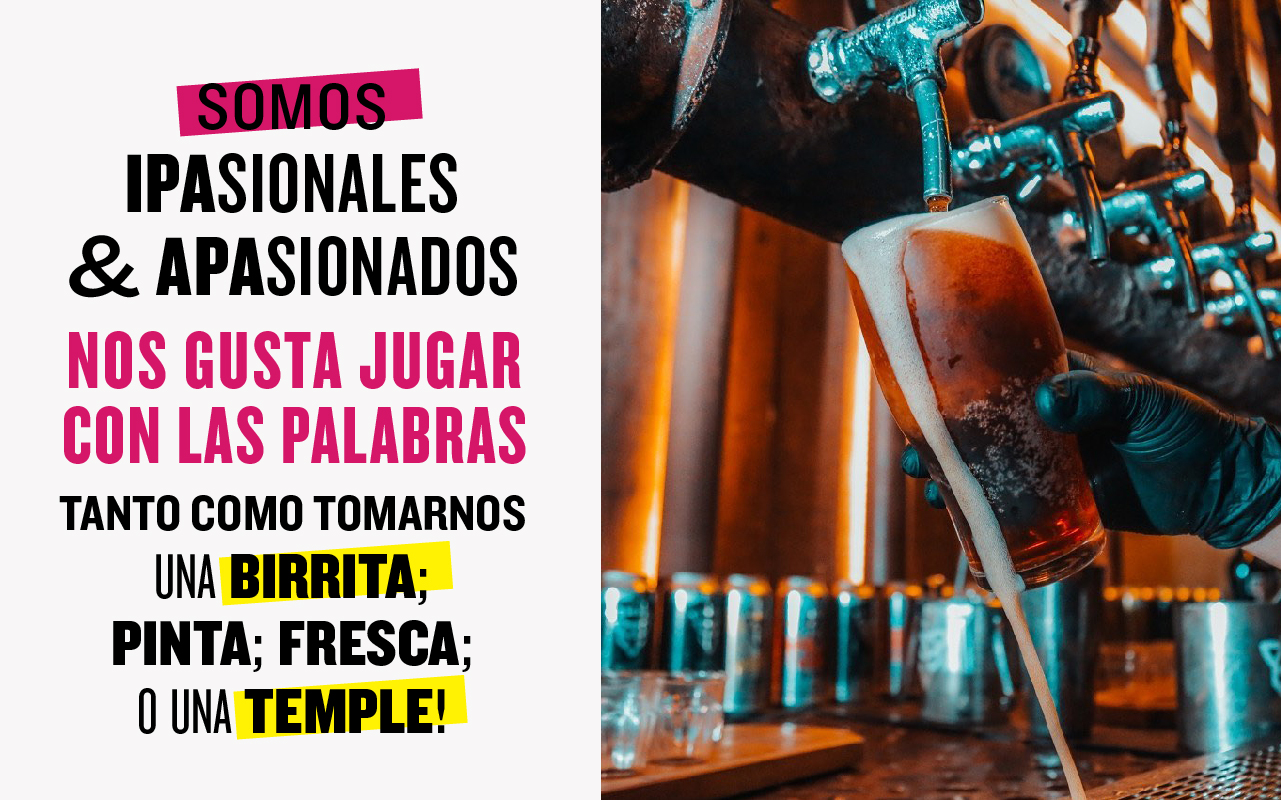 SOMOS
IPASIONALES
& APASIONADOS
NOS GUSTA JUGAR
CON LAS PALABRAS
TANTO COMO TOMARNOS
UNA BIRRITA;
PINTA; FRESCA;
O UNA TEMPLE!